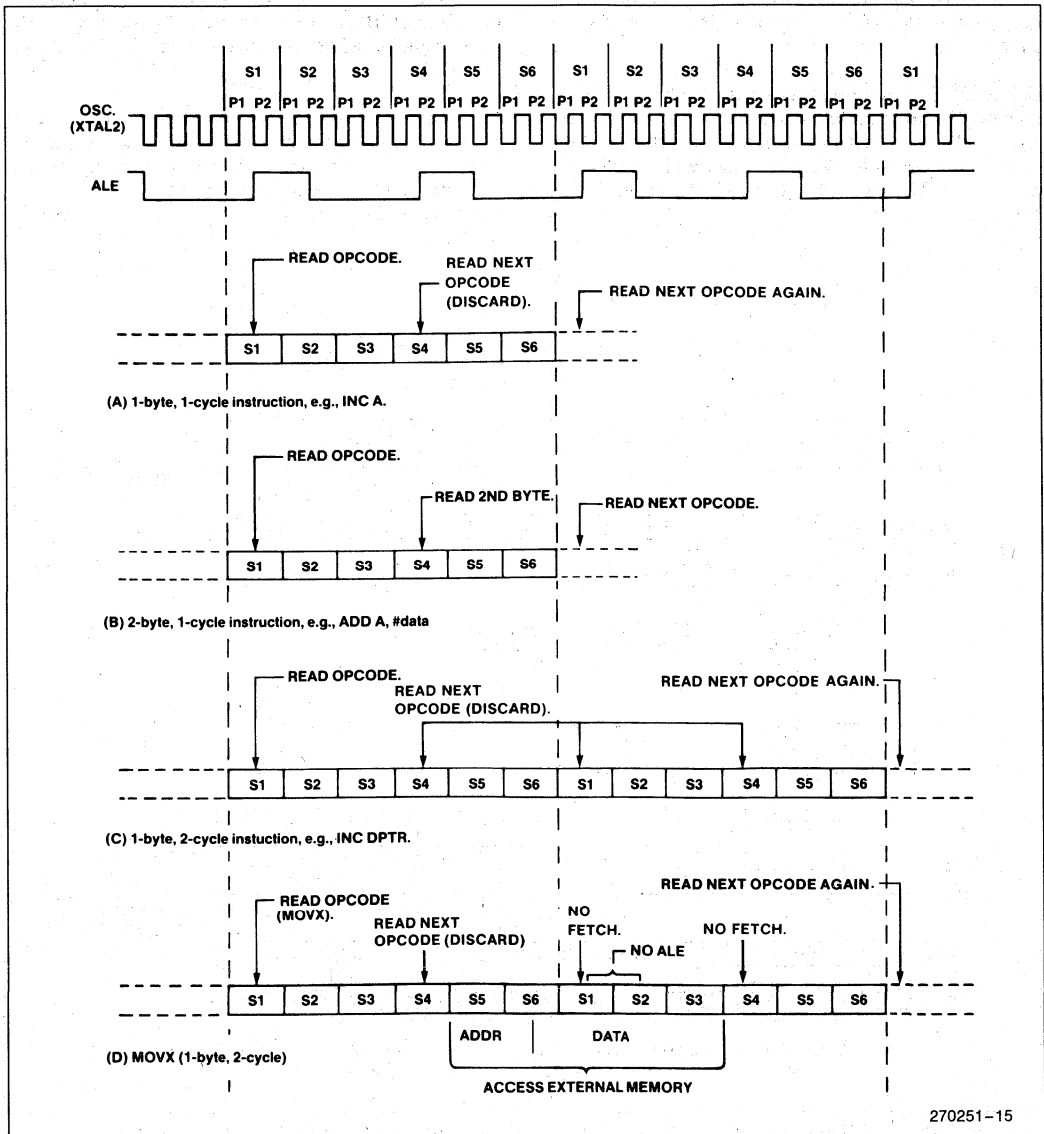 S1 S2 S3 S4 S5 S6 S1 S2 S3 S4 S5 S6 S1
P1 P2 P1 P2 P1 P2 P1 P2 P1 P2 P1 P2 P1 P2 P1 P2 P1 P2 P1 P2 P1 P2 P1 P2 P1 P2
OSC.
(XTAL2)
ALE
READ OPCODE.
READ NEXT
OPCODE
(DISCARD).
READ NEXT OPCODE AGAIN.
S1 S2 S3 S4 S5 S6
(A) 1-byte, 1-cycle instruction, e.g., INC A.
READ OPCODE.
READ 2ND BYTE.
READ NEXT OPCODE.
S1 S2 S3 S4 S5 S6
(B) 2-byte, 1-cycle instruction, e.g., ADD A, #data
READ OPCODE.
READ NEXT
OPCODE (DISCARD).
READ NEXT OPCODE AGAIN.
S1 S2 S3 S4 S5 S6 S1 S2 S3 S4 S5 S6
(C) 1-byte, 2-cycle instuction, e.g., INC DPTR.
READ OPCODE
(MOVX).
READ NEXT
OPCODE (DISCARD)
NO
FETCH.
NO ALE
NO FETCH.
READ NEXT OPCODE AGAIN.
S1 S2 S3 S4 S5 S6 S1 S2 S3 S4 S5 S6
ADDR DATA
(D) MOVX (1-byte, 2-cycle)
ACCESS EXTERNAL MEMORY
270251–15